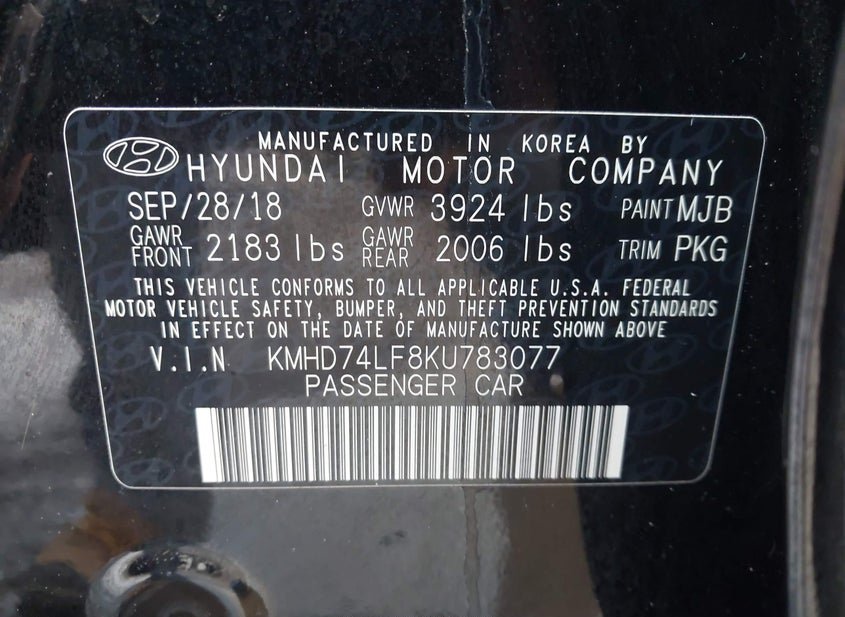 MANUFACTURED IN KOREA BY
HYUNDAI MOTOR COMPANY
SEP/28/18 GVWR 3924 lbs PAINT MJB
GAWR FRONT 2183 lbs GAWR REAR 2006 lbs TRIM PKG
THIS VEHICLE CONFORMS TO ALL APPLICABLE U.S.A. FEDERAL
MOTOR VEHICLE SAFETY, BUMPER, AND THEFT PREVENTION STANDARDS
IN EFFECT ON THE DATE OF MANUFACTURE SHOWN ABOVE
V.I.N KMHD74LF8KU783077
PASSENGER CAR